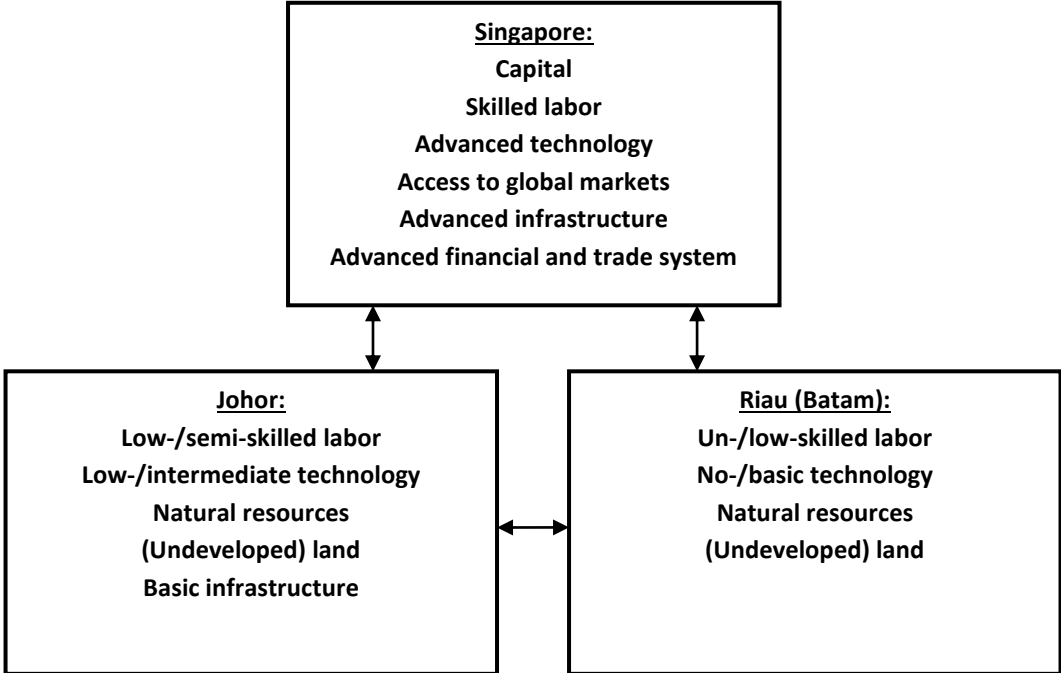 Singapore:
Capital
Skilled labor
Advanced technology
Access to global markets
Advanced infrastructure
Advanced financial and trade system
Johor:
Low-/semi-skilled labor
Low-/intermediate technology
Natural resources
(Undeveloped) land
Basic infrastructure
Riau (Batam):
Un-/low-skilled labor
No-/basic technology
Natural resources
(Undeveloped) land